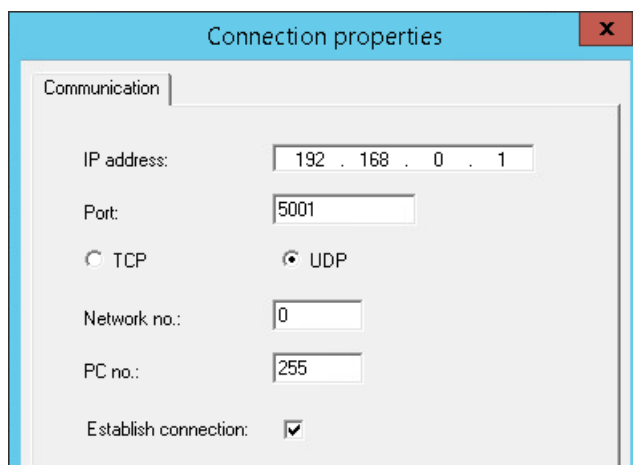 Connection properties
x
Communication
IP address: 192 . 168 . 0 . 1
Port: 5001
TCP UDP
Network no.: 0
PC no.: 255
Establish connection: